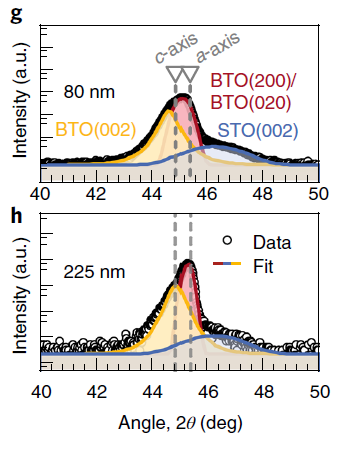 g
c-axis
a-axis
80 nm
BTO(200)/
BTO(020)
BTO(002)
STO(002)
Intensity (a.u.)
40 42 44 46 48 50
h
225 nm
Data
Fit
Intensity (a.u.)
40 42 44 46 48 50
Angle, 2θ (deg)